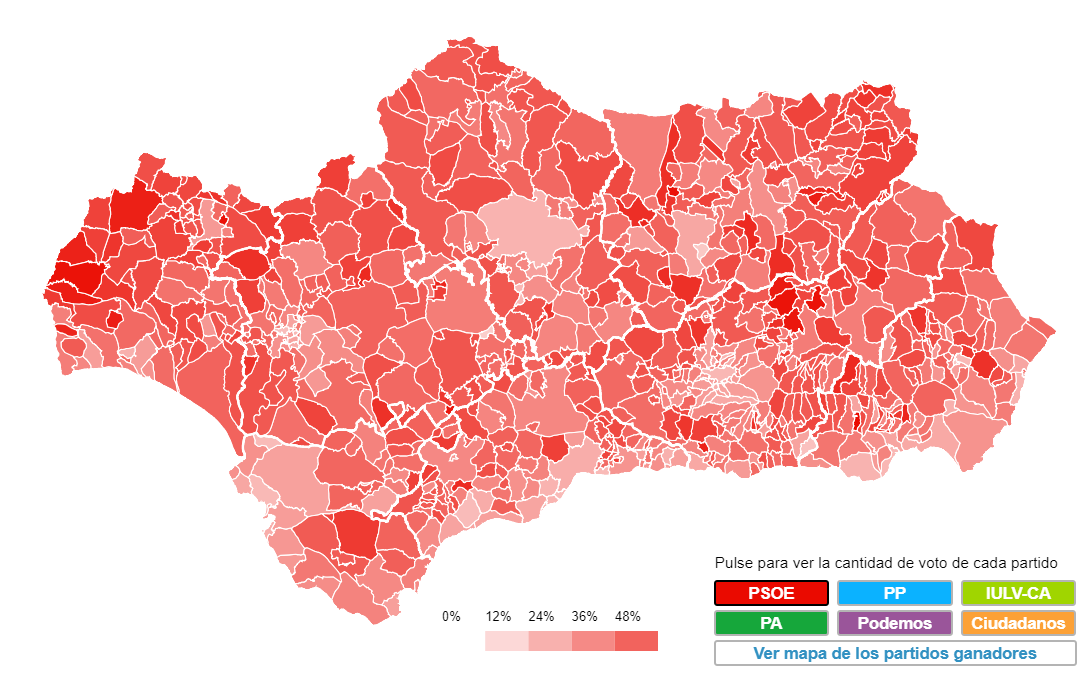 Pulse para ver la cantidad de voto de cada partido
PSOE PP IULV-CA
0% 12% 24% 36% 48%
PA Podemos Ciudadanos
Ver mapa de los partidos ganadores